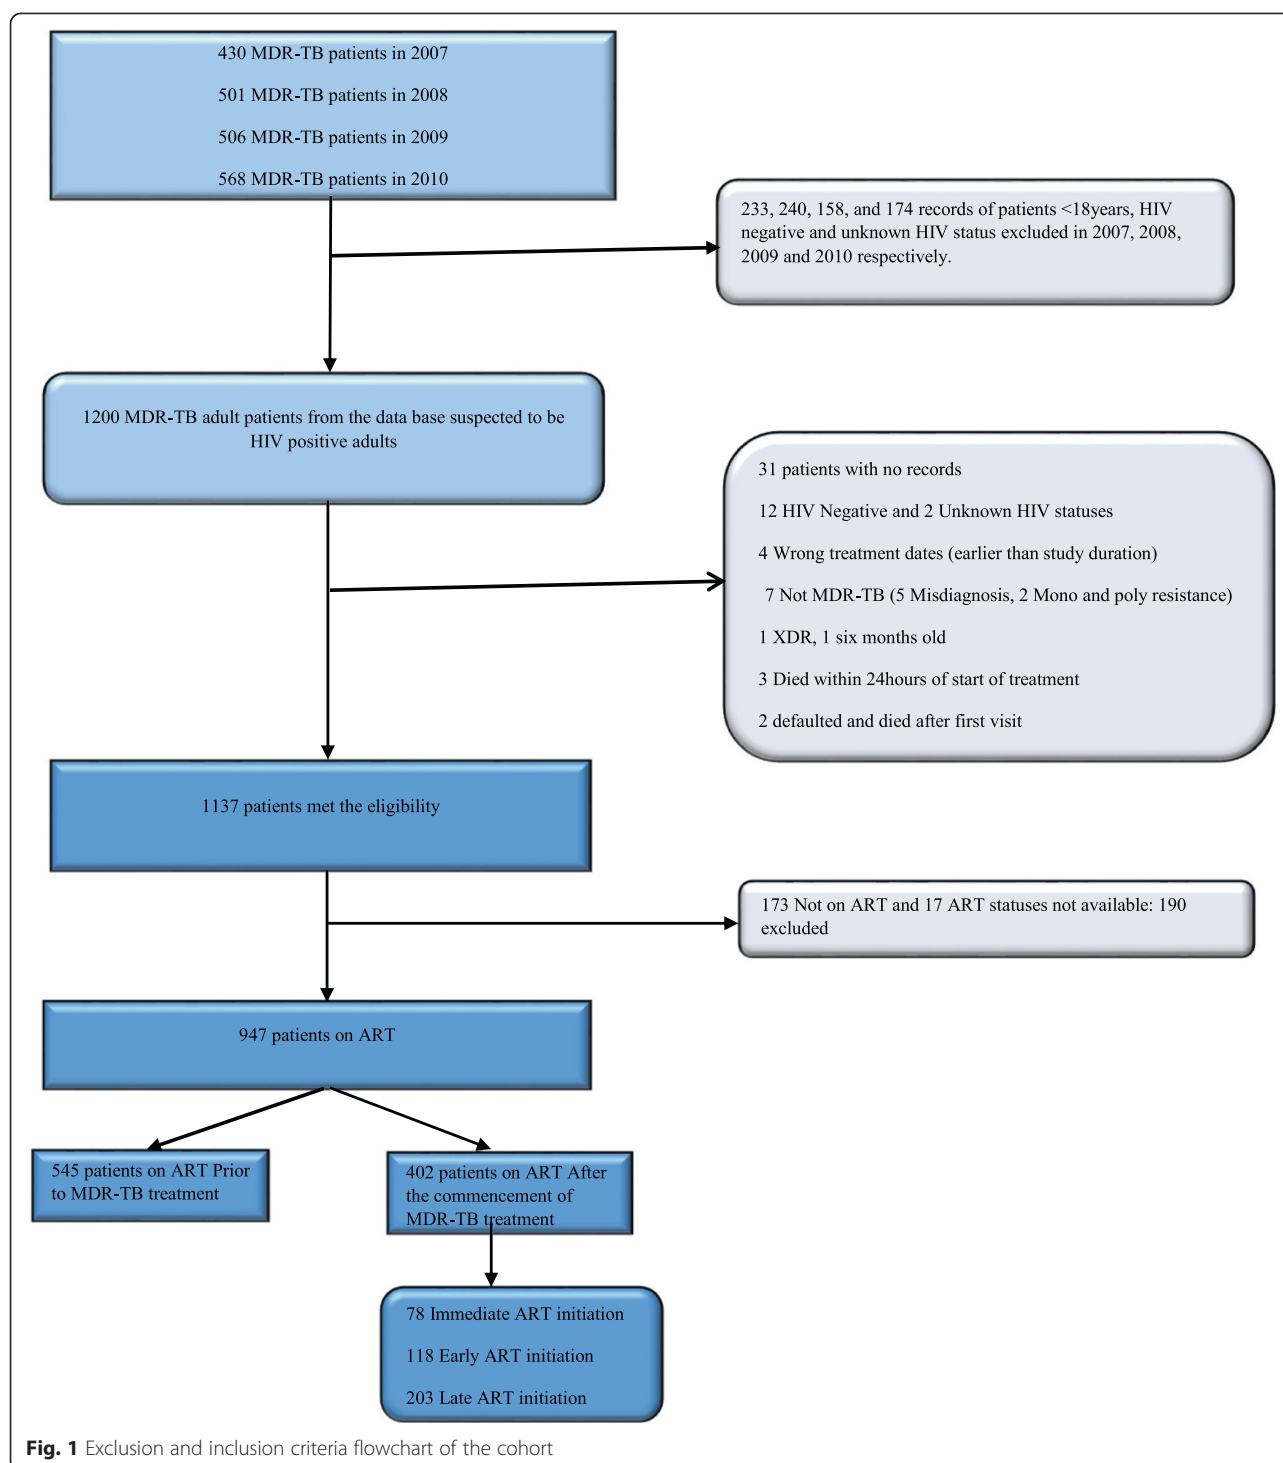 430 MDR-TB patients in 2007
501 MDR-TB patients in 2008
506 MDR-TB patients in 2009
568 MDR-TB patients in 2010
233, 240, 158, and 174 records of patients <18years, HIV
negative and unknown HIV status excluded in 2007, 2008,
2009 and 2010 respectively.
1200 MDR-TB adult patients from the data base suspected to be
HIV positive adults
31 patients with no records
12 HIV Negative and 2 Unknown HIV statuses
4 Wrong treatment dates (earlier than study duration)
7 Not MDR-TB (5 Misdiagnosis, 2 Mono and poly resistance)
1 XDR, 1 six months old
3 Died within 24hours of start of treatment
2 defaulted and died after first visit
1137 patients met the eligibility
173 Not on ART and 17 ART statuses not available: 190
excluded
947 patients on ART
545 patients on ART Prior
to MDR-TB treatment
402 patients on ART After
the commencement of
MDR-TB treatment
78 Immediate ART initiation
118 Early ART initiation
203 Late ART initiation
Fig. 1 Exclusion and inclusion criteria flowchart of the cohort